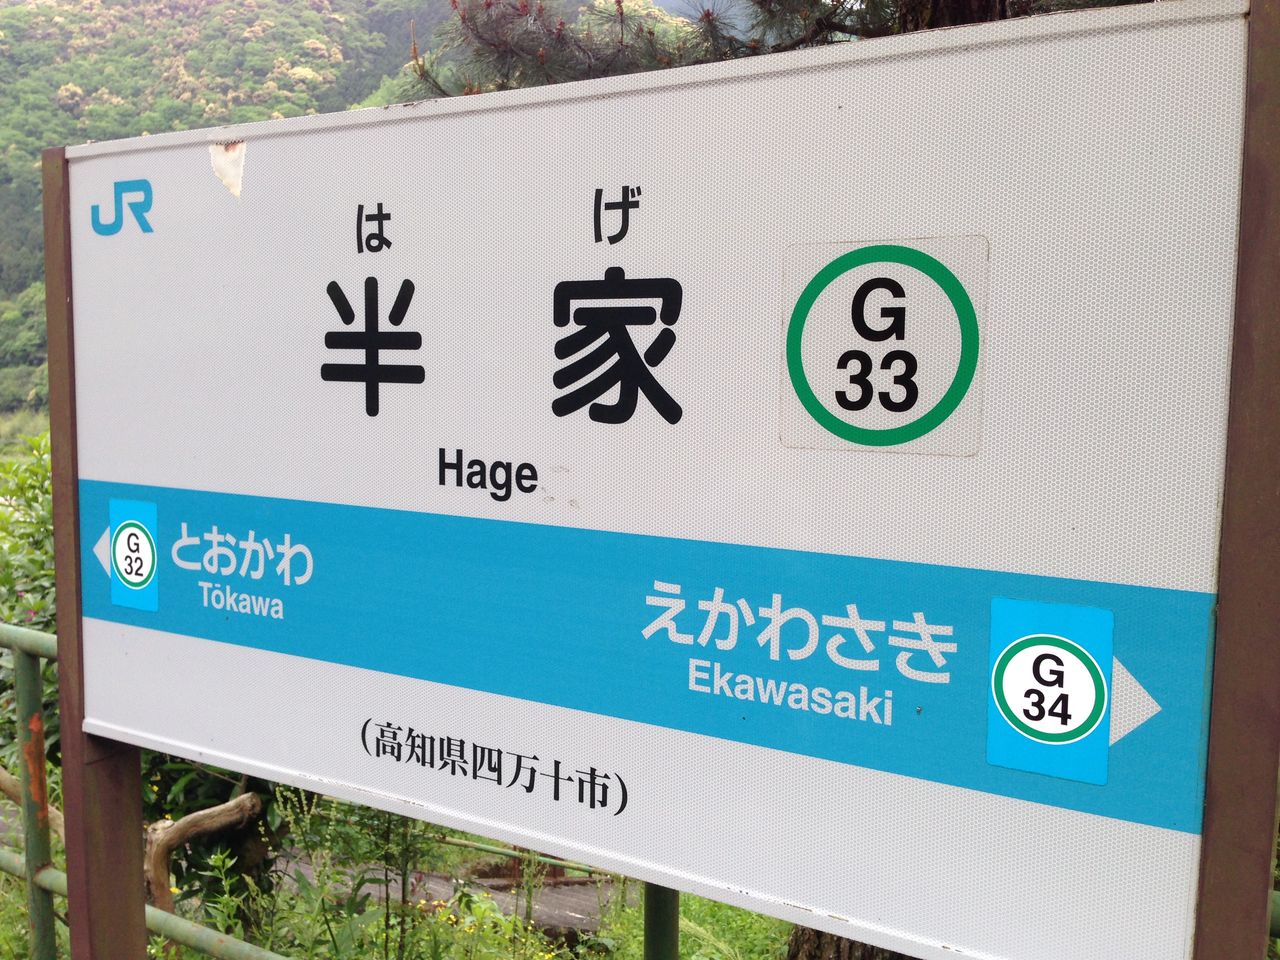 JR
は げ
半 家
Hage
G
33
G
32
とおかわ
Tōkawa
えかわさき
Ekawasaki
G
34
(高知県四万十市)